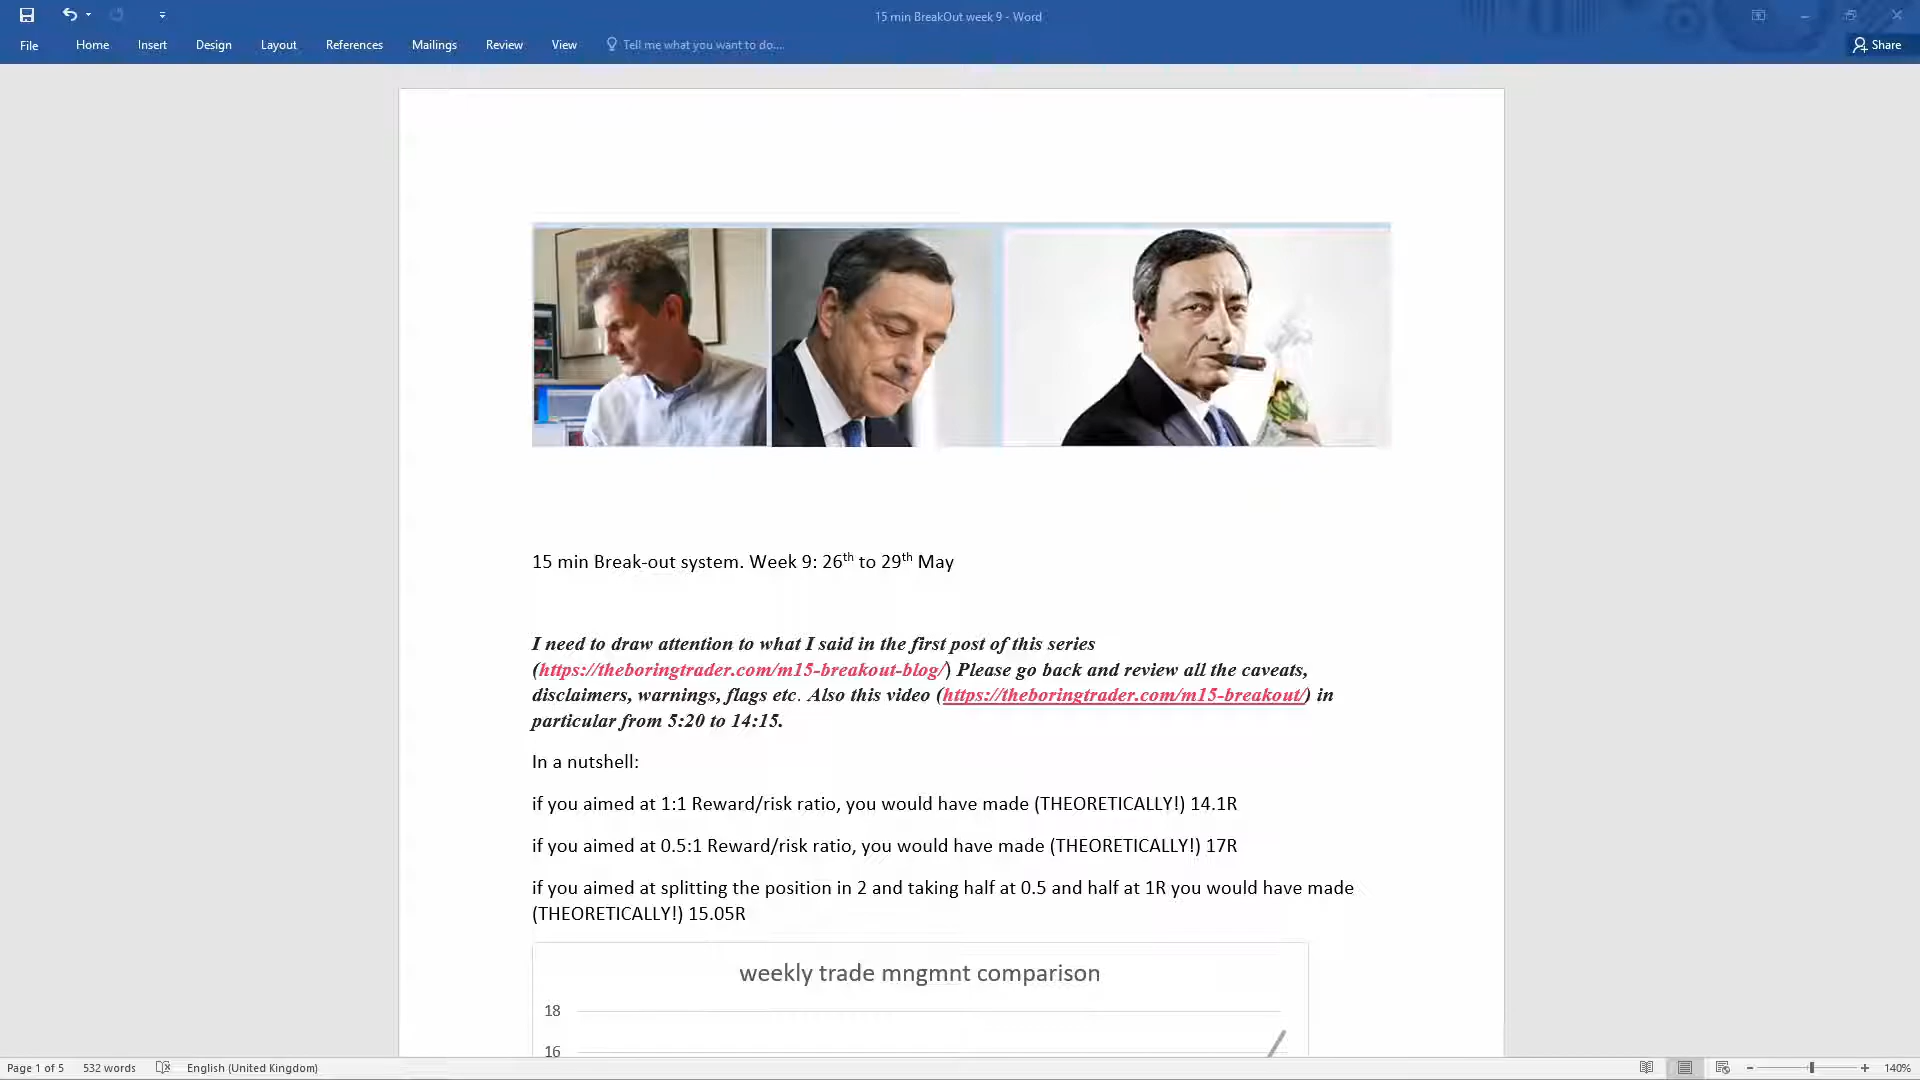 15 min BreakOut week 9 - Word
File Home Insert Design Layout References Mailings Review View Tell me what you want to do.... Share
15 min Break-out system. Week 9: 26th to 29th May
I need to draw attention to what I said in the first post of this series
(https://theboringtrader.com/m15-breakout-blog/) Please go back and review all the caveats,
disclaimers, warnings, flags etc. Also this video (https://theboringtrader.com/m15-breakout/) in
particular from 5:20 to 14:15.
In a nutshell:
if you aimed at 1:1 Reward/risk ratio, you would have made (THEORETICALLY!) 14.1R
if you aimed at 0.5:1 Reward/risk ratio, you would have made (THEORETICALLY!) 17R
if you aimed at splitting the position in 2 and taking half at 0.5 and half at 1R you would have made
(THEORETICALLY!) 15.05R
weekly trade mngmnt comparison
18
16
Page 1 of 5 532 words English (United Kingdom) 140%